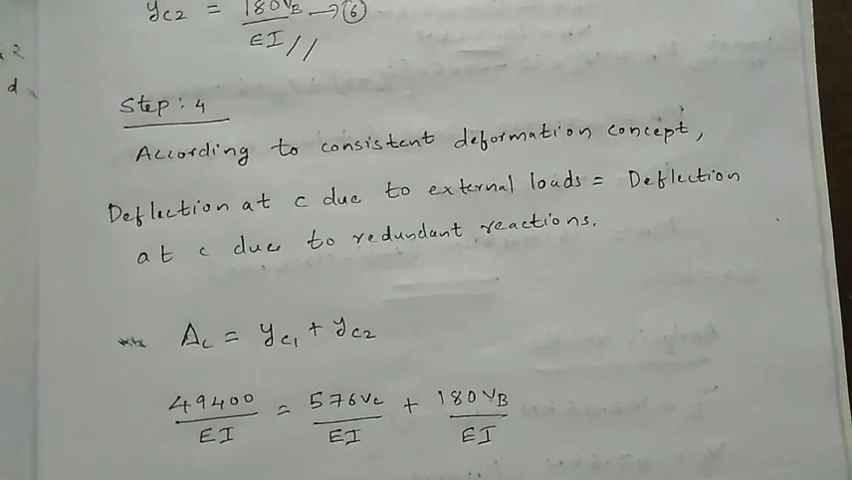 yc2 = 180VB → ⑥
EI //
Step : 4
According to consistent deformation concept,
Deflection at c due to external loads = Deflection
at c due to redundant reactions.
Δc = yc1 + yc2
49400 = 576Vc + 180VB
EI EI EI